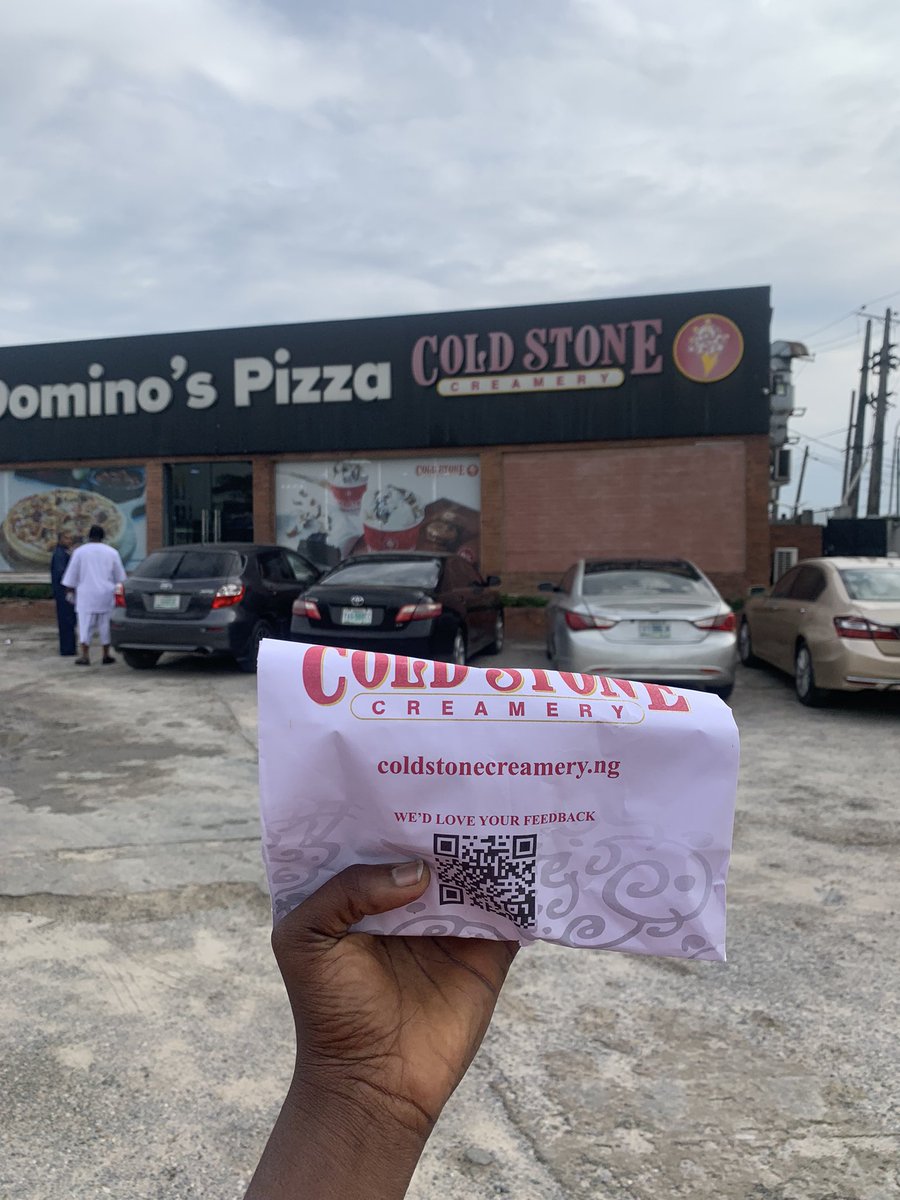 Domino's Pizza
COLD STONE
CREAMERY
COLD STONE
COLD STONE
CREAMERY
coldstonecreamery.ng
WE'D LOVE YOUR FEEDBACK